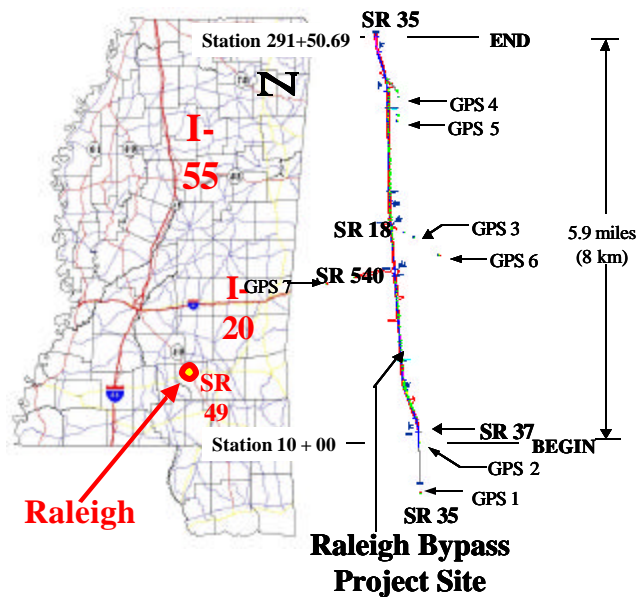 SR 35
Station 291+50.69
END
N
GPS 4
GPS 5
I-
55
SR 18
GPS 3
5.9 miles
(8 km)
GPS 6
SR 540
GPS 7
I-
20
SR
49
SR 37
Station 10 + 00
BEGIN
GPS 2
GPS 1
SR 35
Raleigh
Raleigh Bypass
Project Site